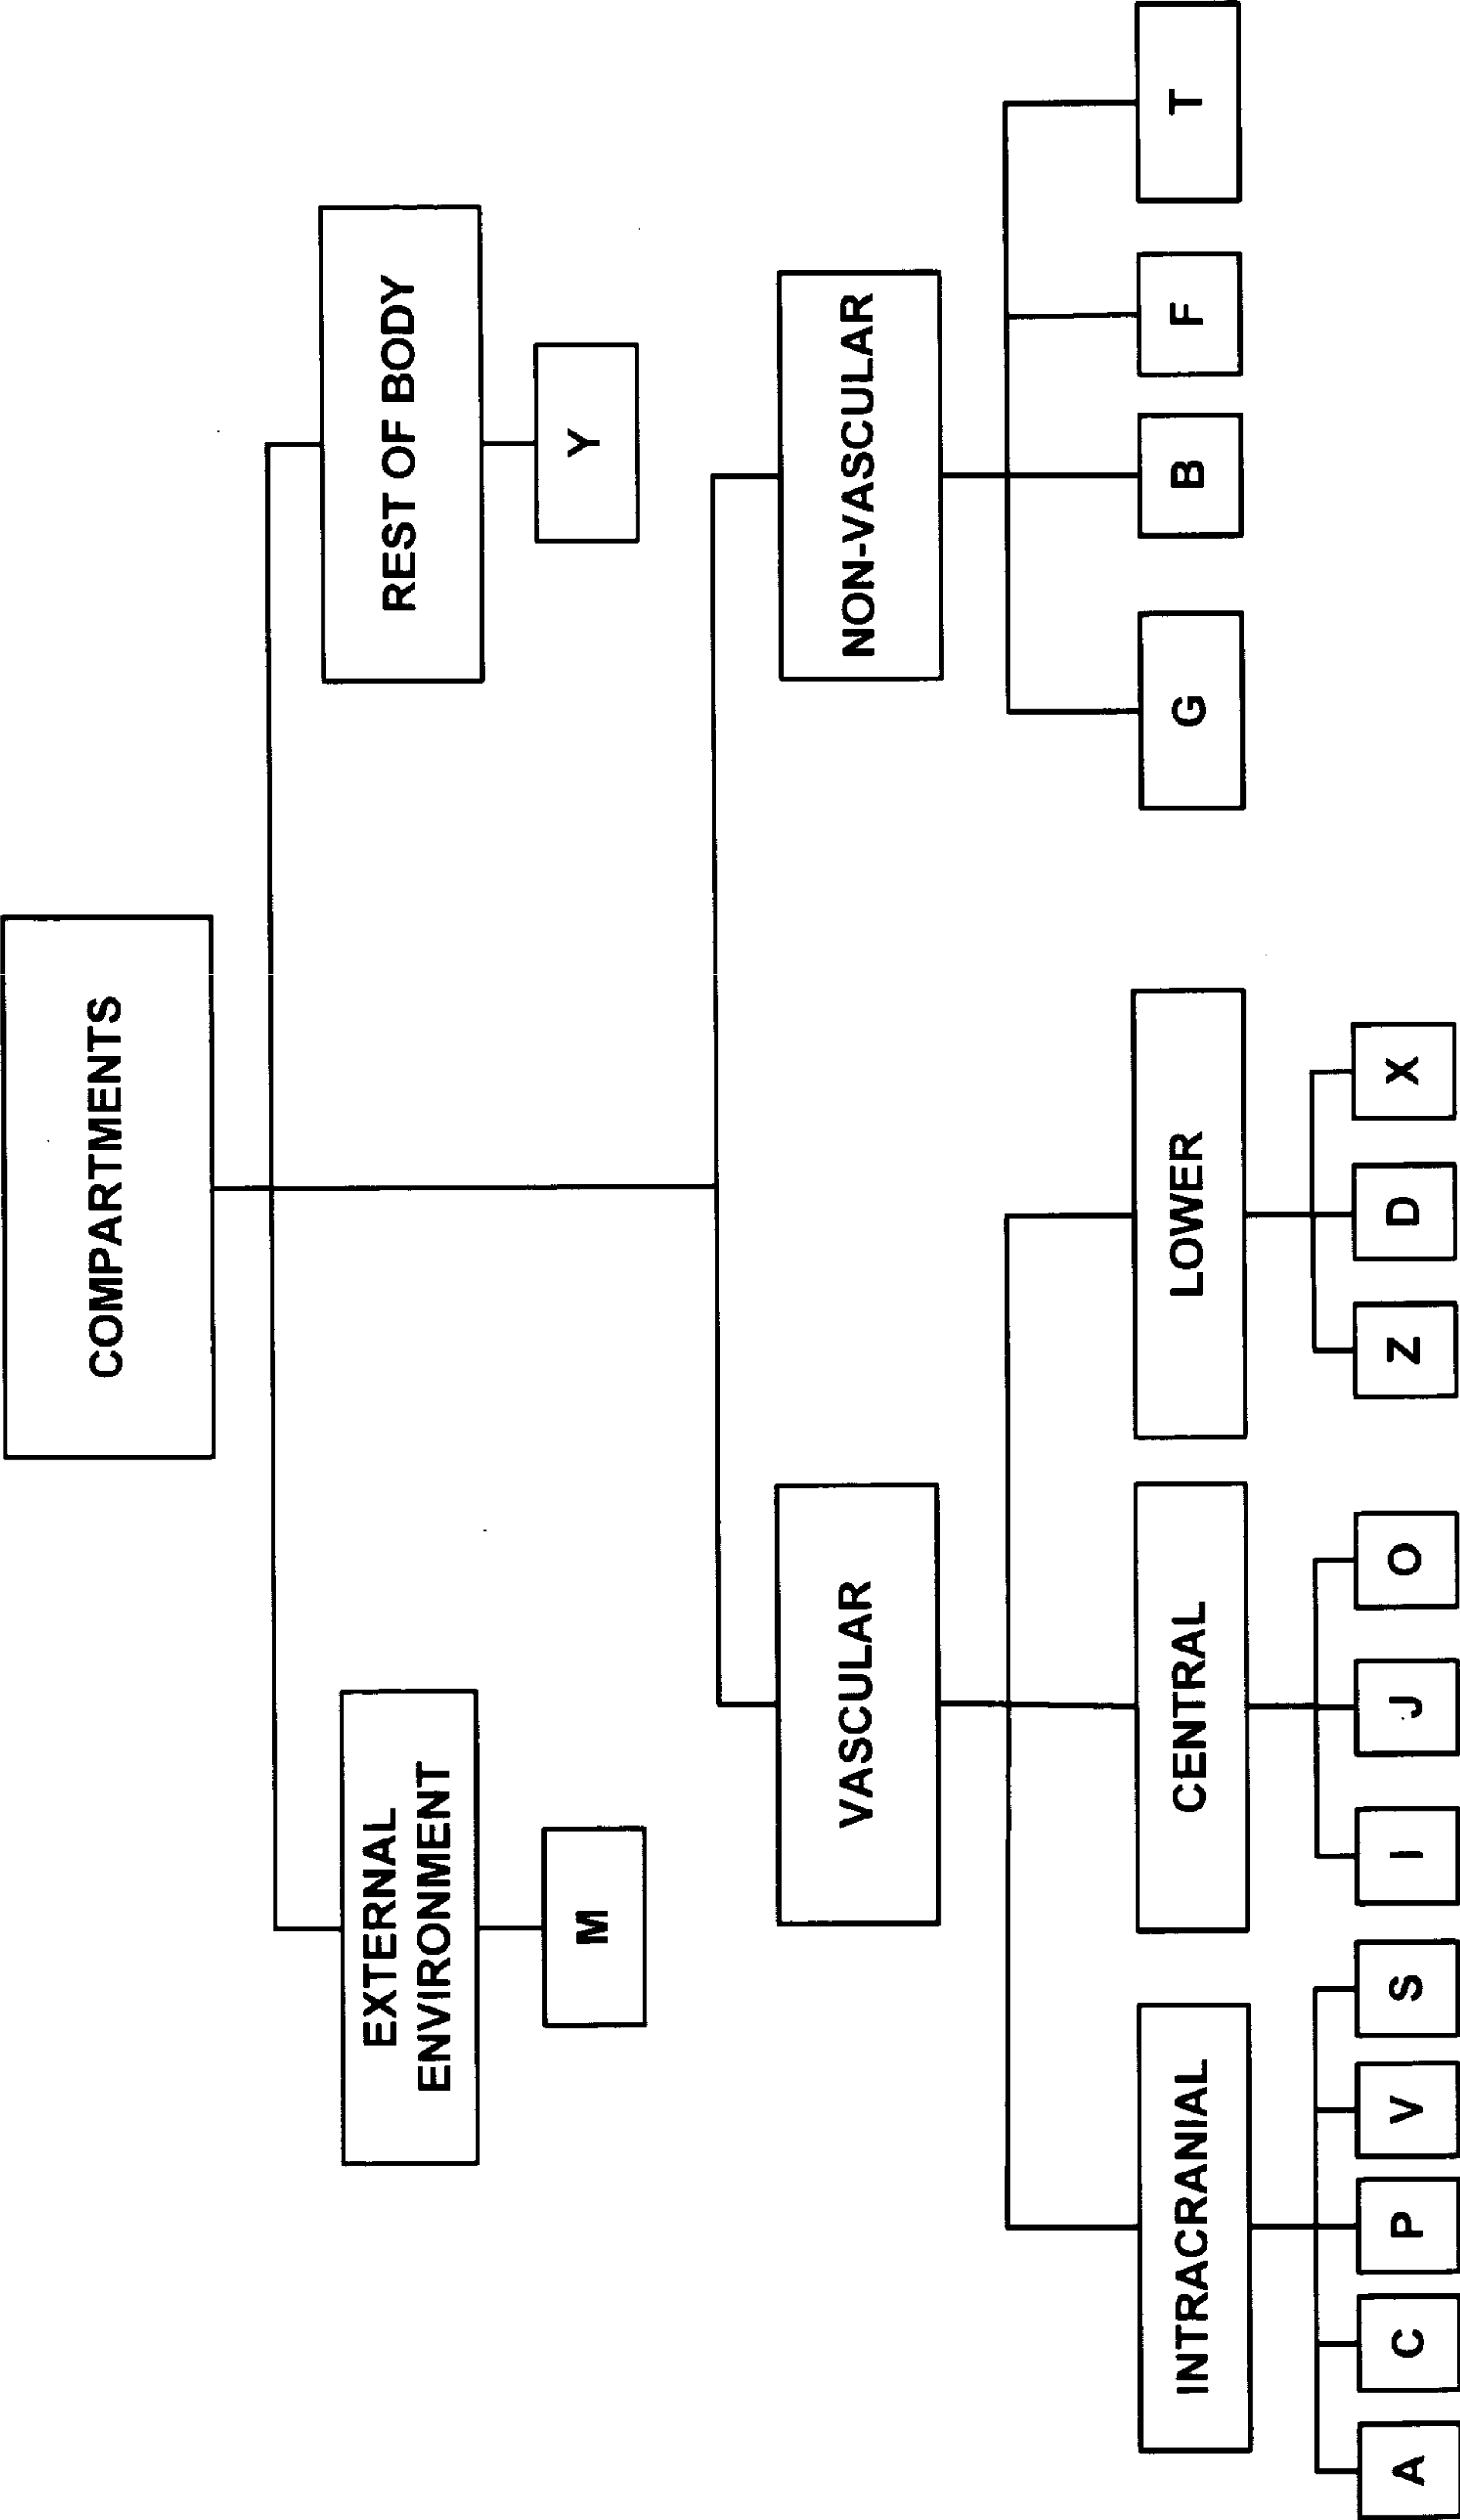 COMPARTMENTS
EXTERNAL
ENVIRONMENT
REST OF BODY
M
Y
VASCULAR
NON-VASCULAR
INTRACRANIAL
CENTRAL
LOWER
G
B
F
T
A
C
P
V
S
I
J
O
Z
D
X